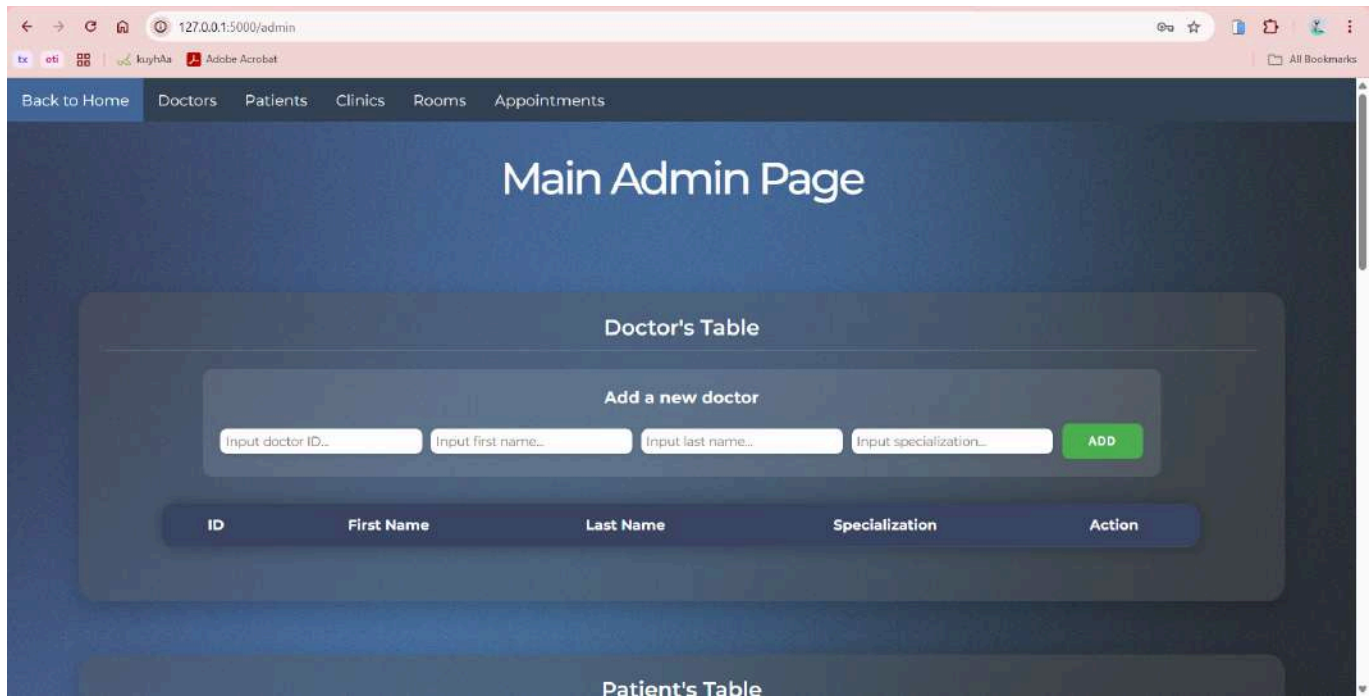 127.0.0.1:5000/admin
tx oti kuyhAa Adobe Acrobat All Bookmarks
Back to Home Doctors Patients Clinics Rooms Appointments
Main Admin Page
Doctor's Table
Add a new doctor
Input doctor ID... Input first name... Input last name... Input specialization... ADD
ID First Name Last Name Specialization Action
Patient's Table